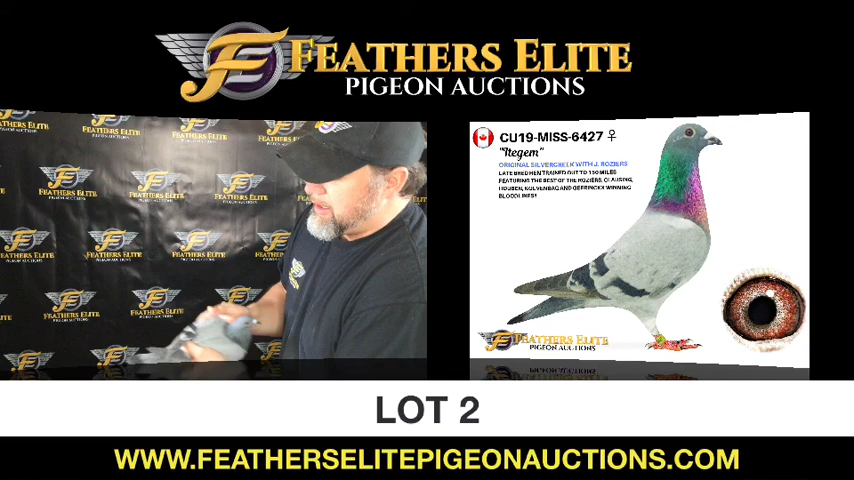 FEATHERS ELITE
PIGEON AUCTIONS
CU19-MISS-6427 ♀
"Itegem"
ORIGINAL SILVERCREEK WITH J. ROZIERS
LATE BRED HEN TRAINED OUT TO 150 MILES
FEATURING THE BEST OF THE ROZIERS, CLAUSING,
HOUBEN, KOLVENBAG AND GEERINCKX WINNING
BLOODLINES!
FEATHERS ELITE
PIGEON AUCTIONS
LOT 2
WWW.FEATHERSELITEPIGEONAUCTIONS.COM